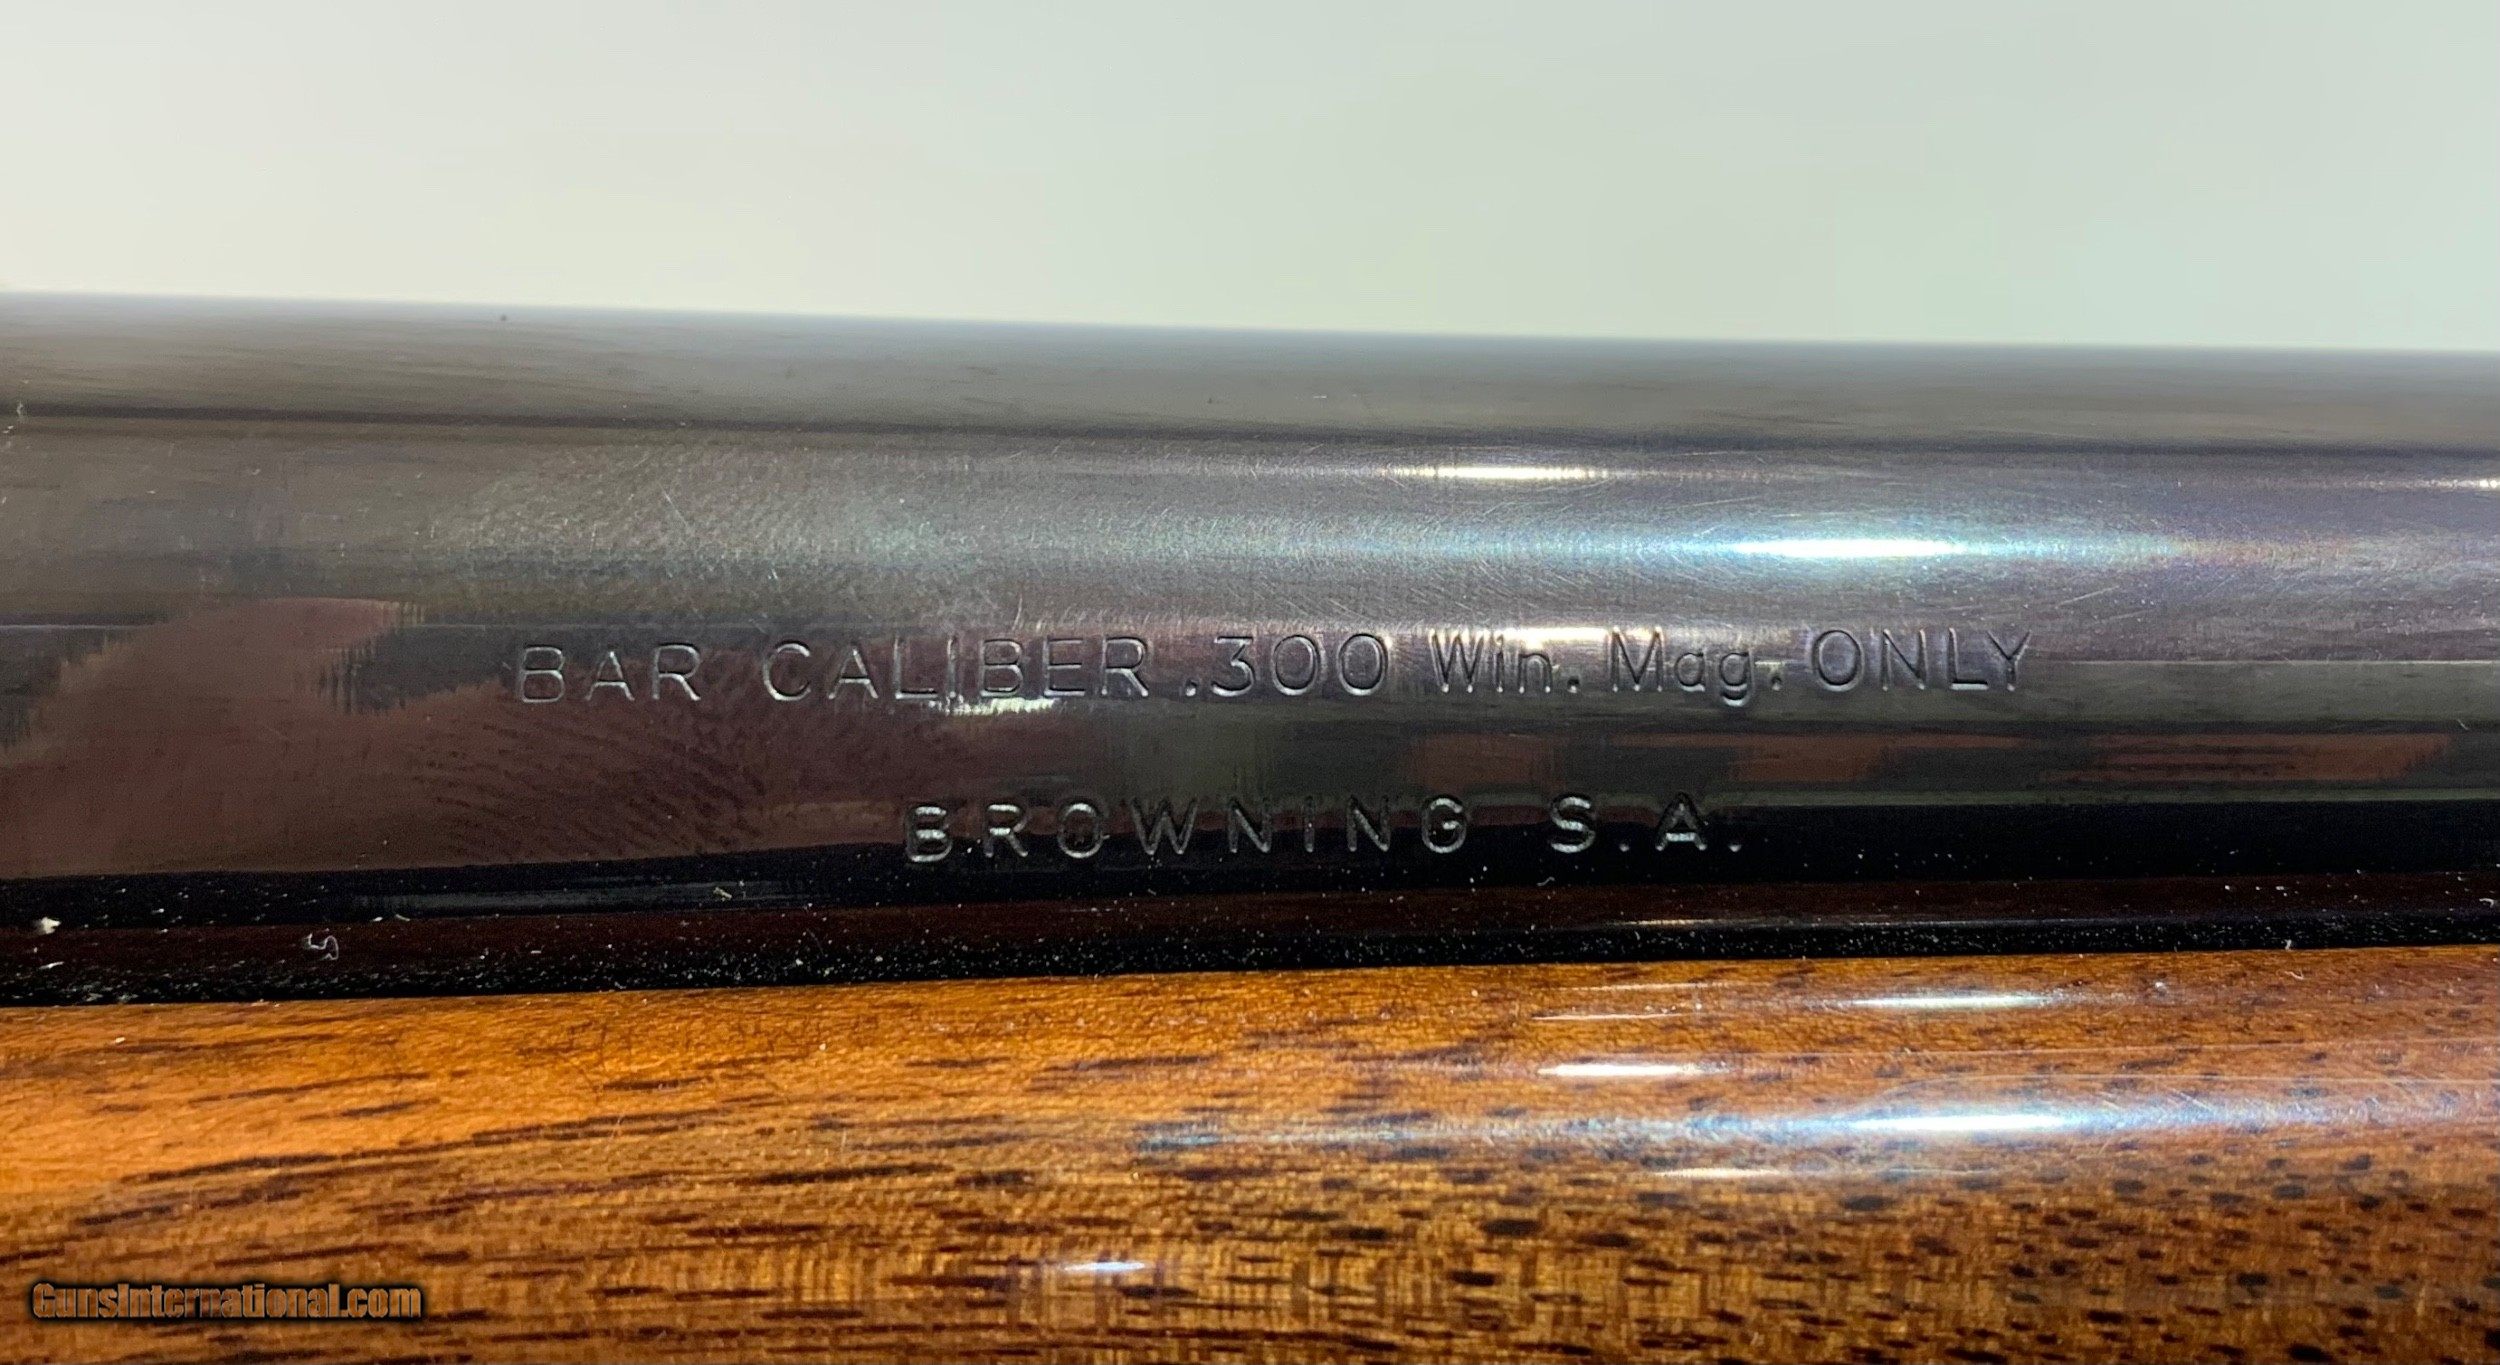 BAR CALIBER .300 Win. Mag. ONLY
BROWNING S.A.
GunsInternational.com